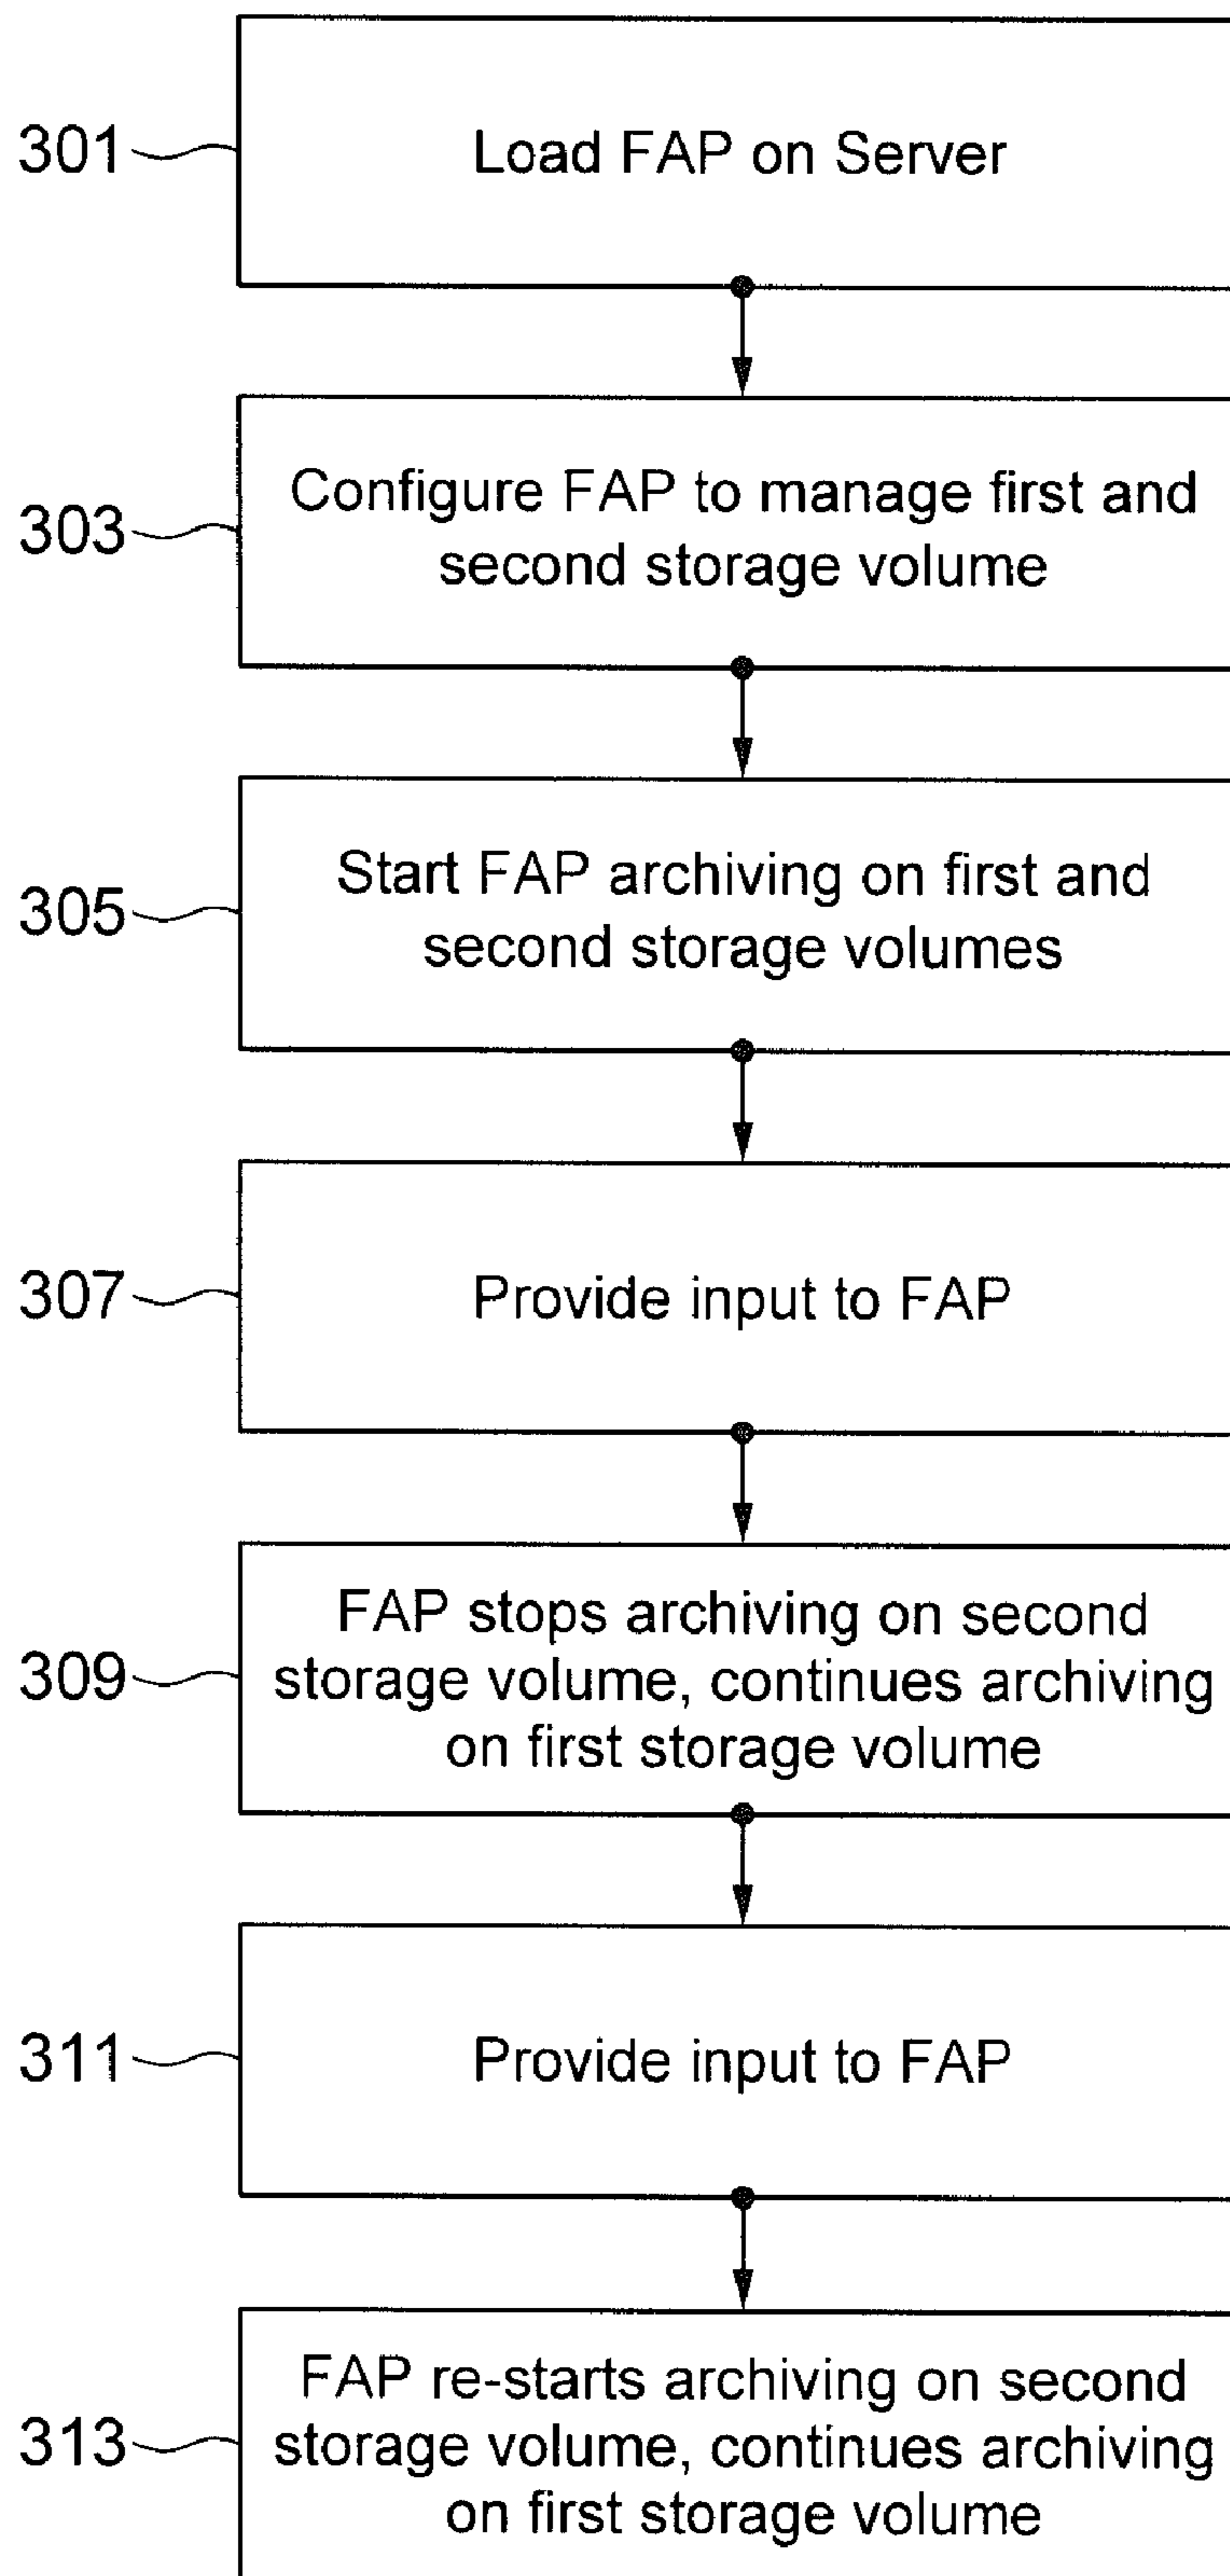 301
Load FAP on Server
303
Configure FAP to manage first and
second storage volume
305
Start FAP archiving on first and
second storage volumes
307
Provide input to FAP
309
FAP stops archiving on second
storage volume, continues archiving
on first storage volume
311
Provide input to FAP
313
FAP re-starts archiving on second
storage volume, continues archiving
on first storage volume